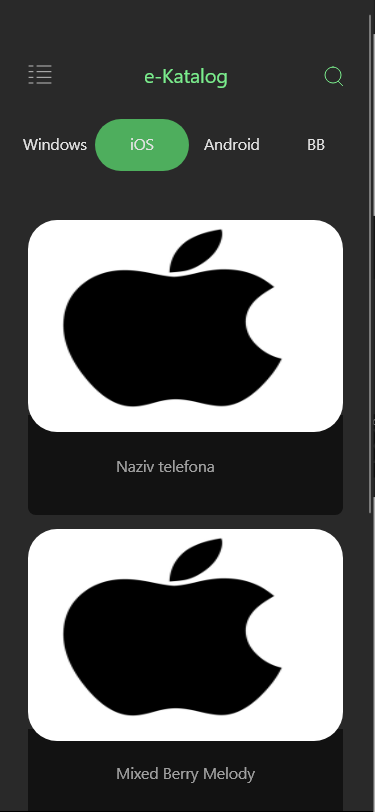 e-Katalog
Windows iOS Android BB
Naziv telefona
Mixed Berry Melody